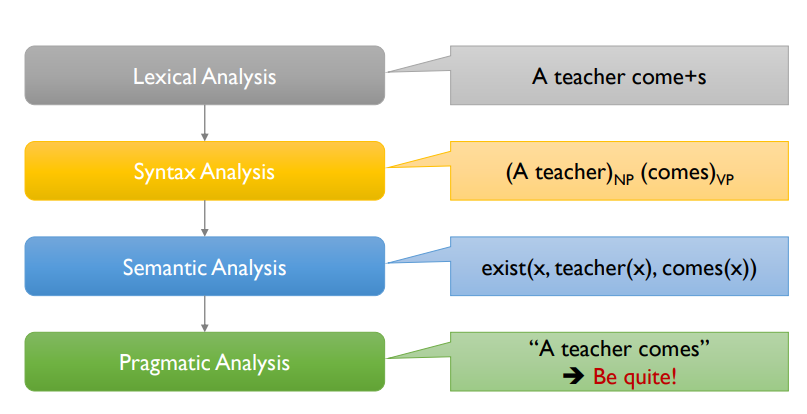 Lexical Analysis
A teacher come+s
Syntax Analysis
(A teacher)NP (comes)VP
Semantic Analysis
exist(x, teacher(x), comes(x))
Pragmatic Analysis
“A teacher comes”
➔ Be quite!